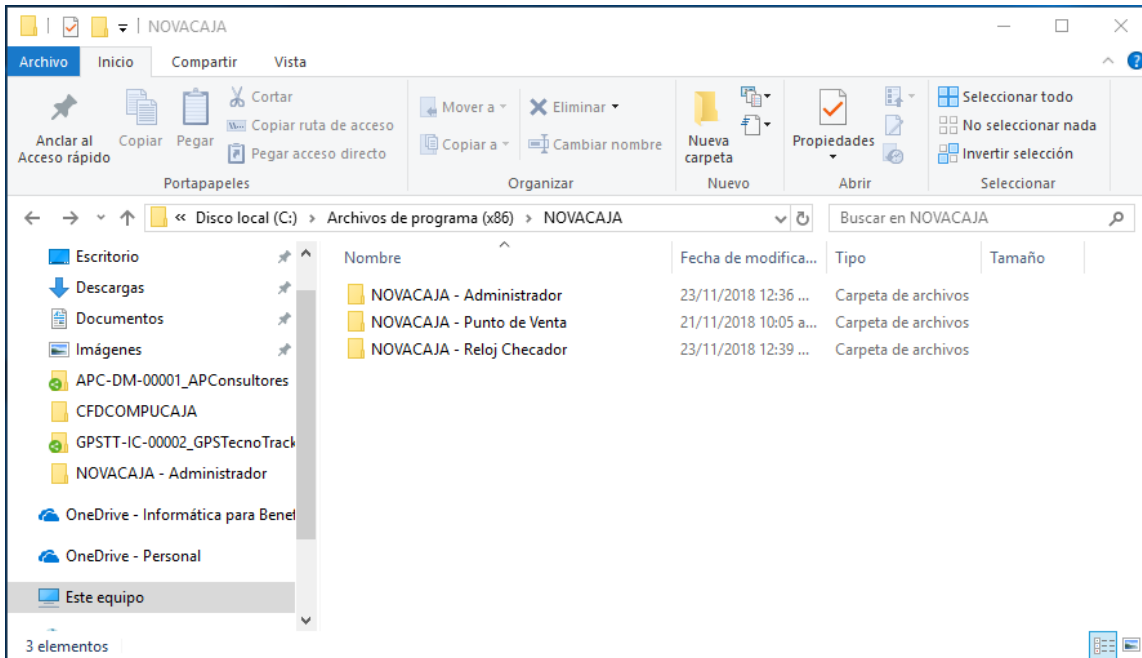 NOVACAJA
Archivo Inicio Compartir Vista
Anclar al Acceso rápido
Copiar
Pegar
Cortar
Copiar ruta de acceso
Pegar acceso directo
Portapapeles
Mover a
Copiar a
Eliminar
Cambiar nombre
Organizar
Nueva carpeta
Nuevo
Propiedades
Abrir
Seleccionar todo
No seleccionar nada
Invertir selección
Seleccionar
« Disco local (C:) > Archivos de programa (x86) > NOVACAJA
Buscar en NOVACAJA
Escritorio
Descargas
Documentos
Imágenes
APC-DM-00001_APConsultores
CFDCOMPUCAJA
GPSTT-IC-00002_GPSTecnoTrack
NOVACAJA - Administrador
OneDrive - Informática para Benef
OneDrive - Personal
Este equipo
Nombre Fecha de modifica... Tipo Tamaño
NOVACAJA - Administrador 23/11/2018 12:36 ... Carpeta de archivos
NOVACAJA - Punto de Venta 21/11/2018 10:05 a... Carpeta de archivos
NOVACAJA - Reloj Checador 23/11/2018 12:39 ... Carpeta de archivos
3 elementos